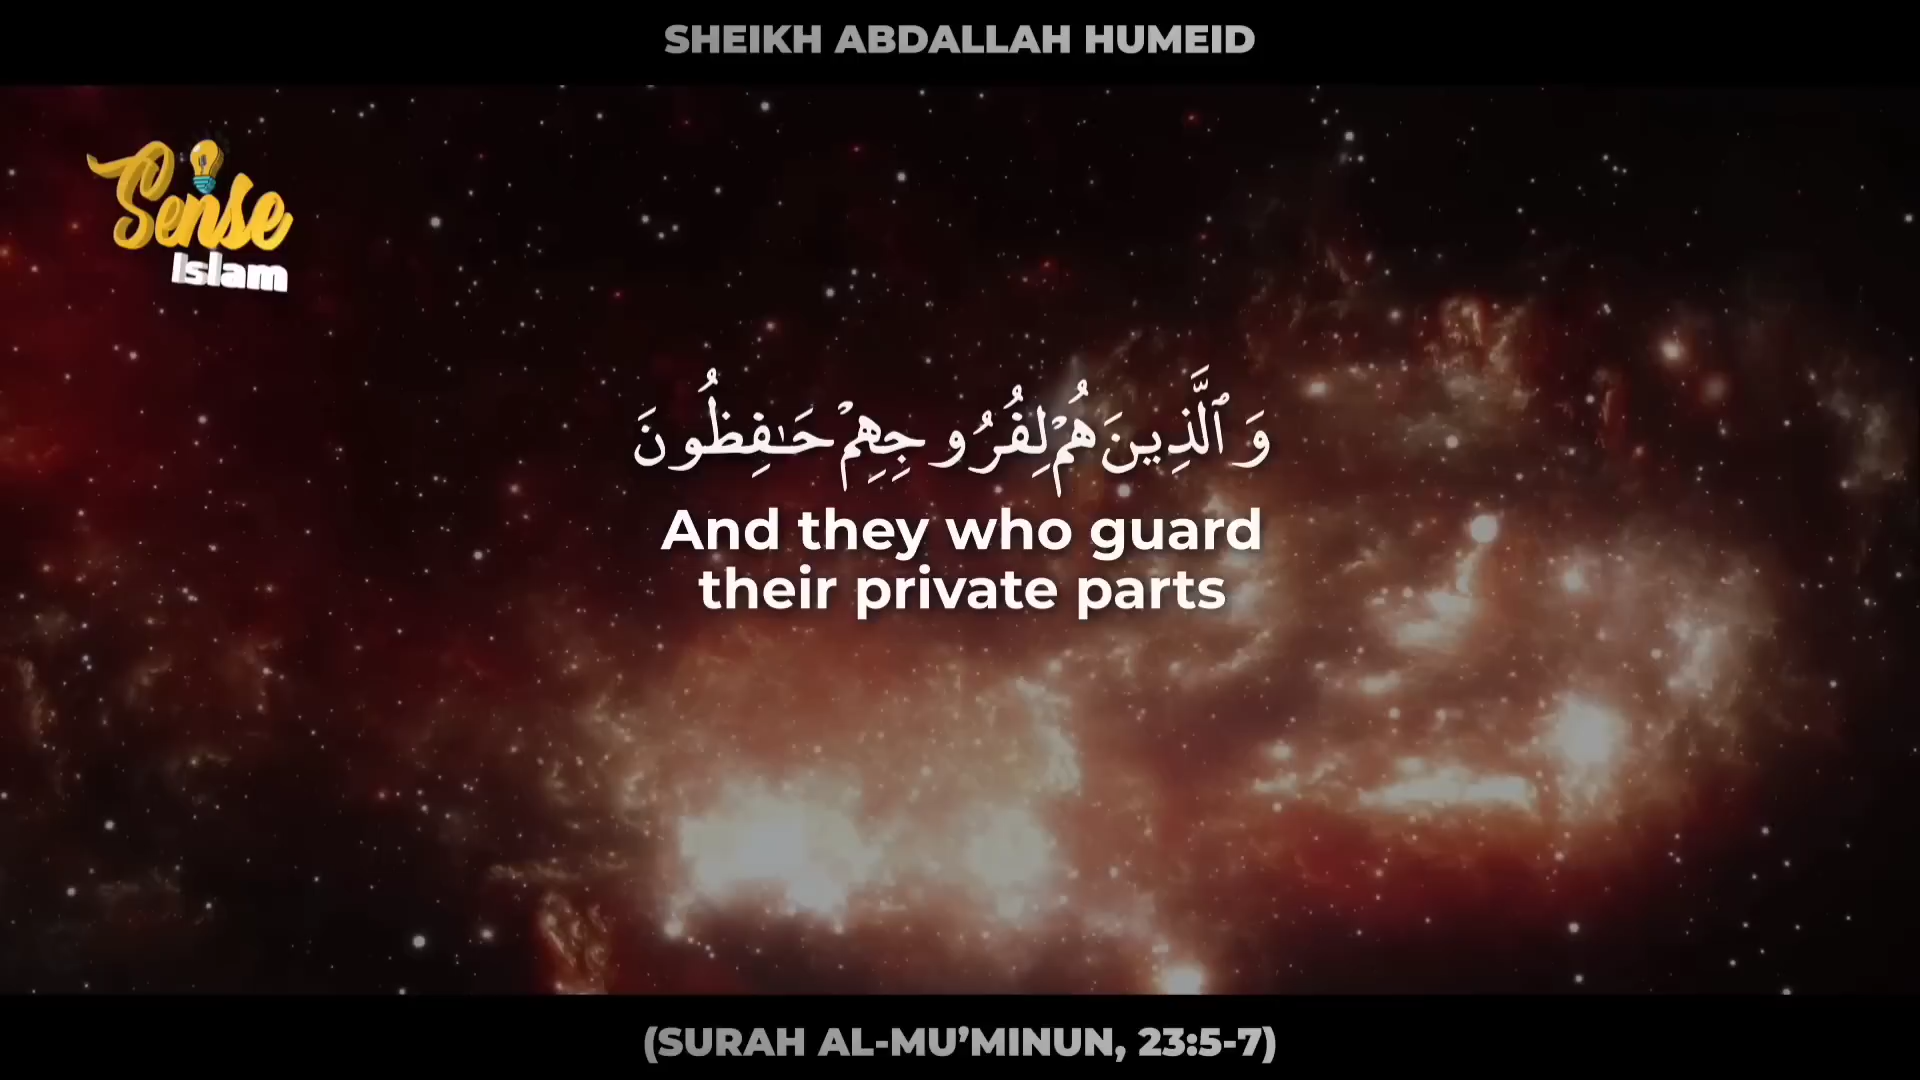 SHEIKH ABDALLAH HUMEID
Sense
Islam
وَٱلَّذِينَ هُمْ لِفُرُوجِهِمْ حَـٰفِظُونَ
And they who guard
their private parts
(SURAH AL-MU’MINUN, 23:5-7)